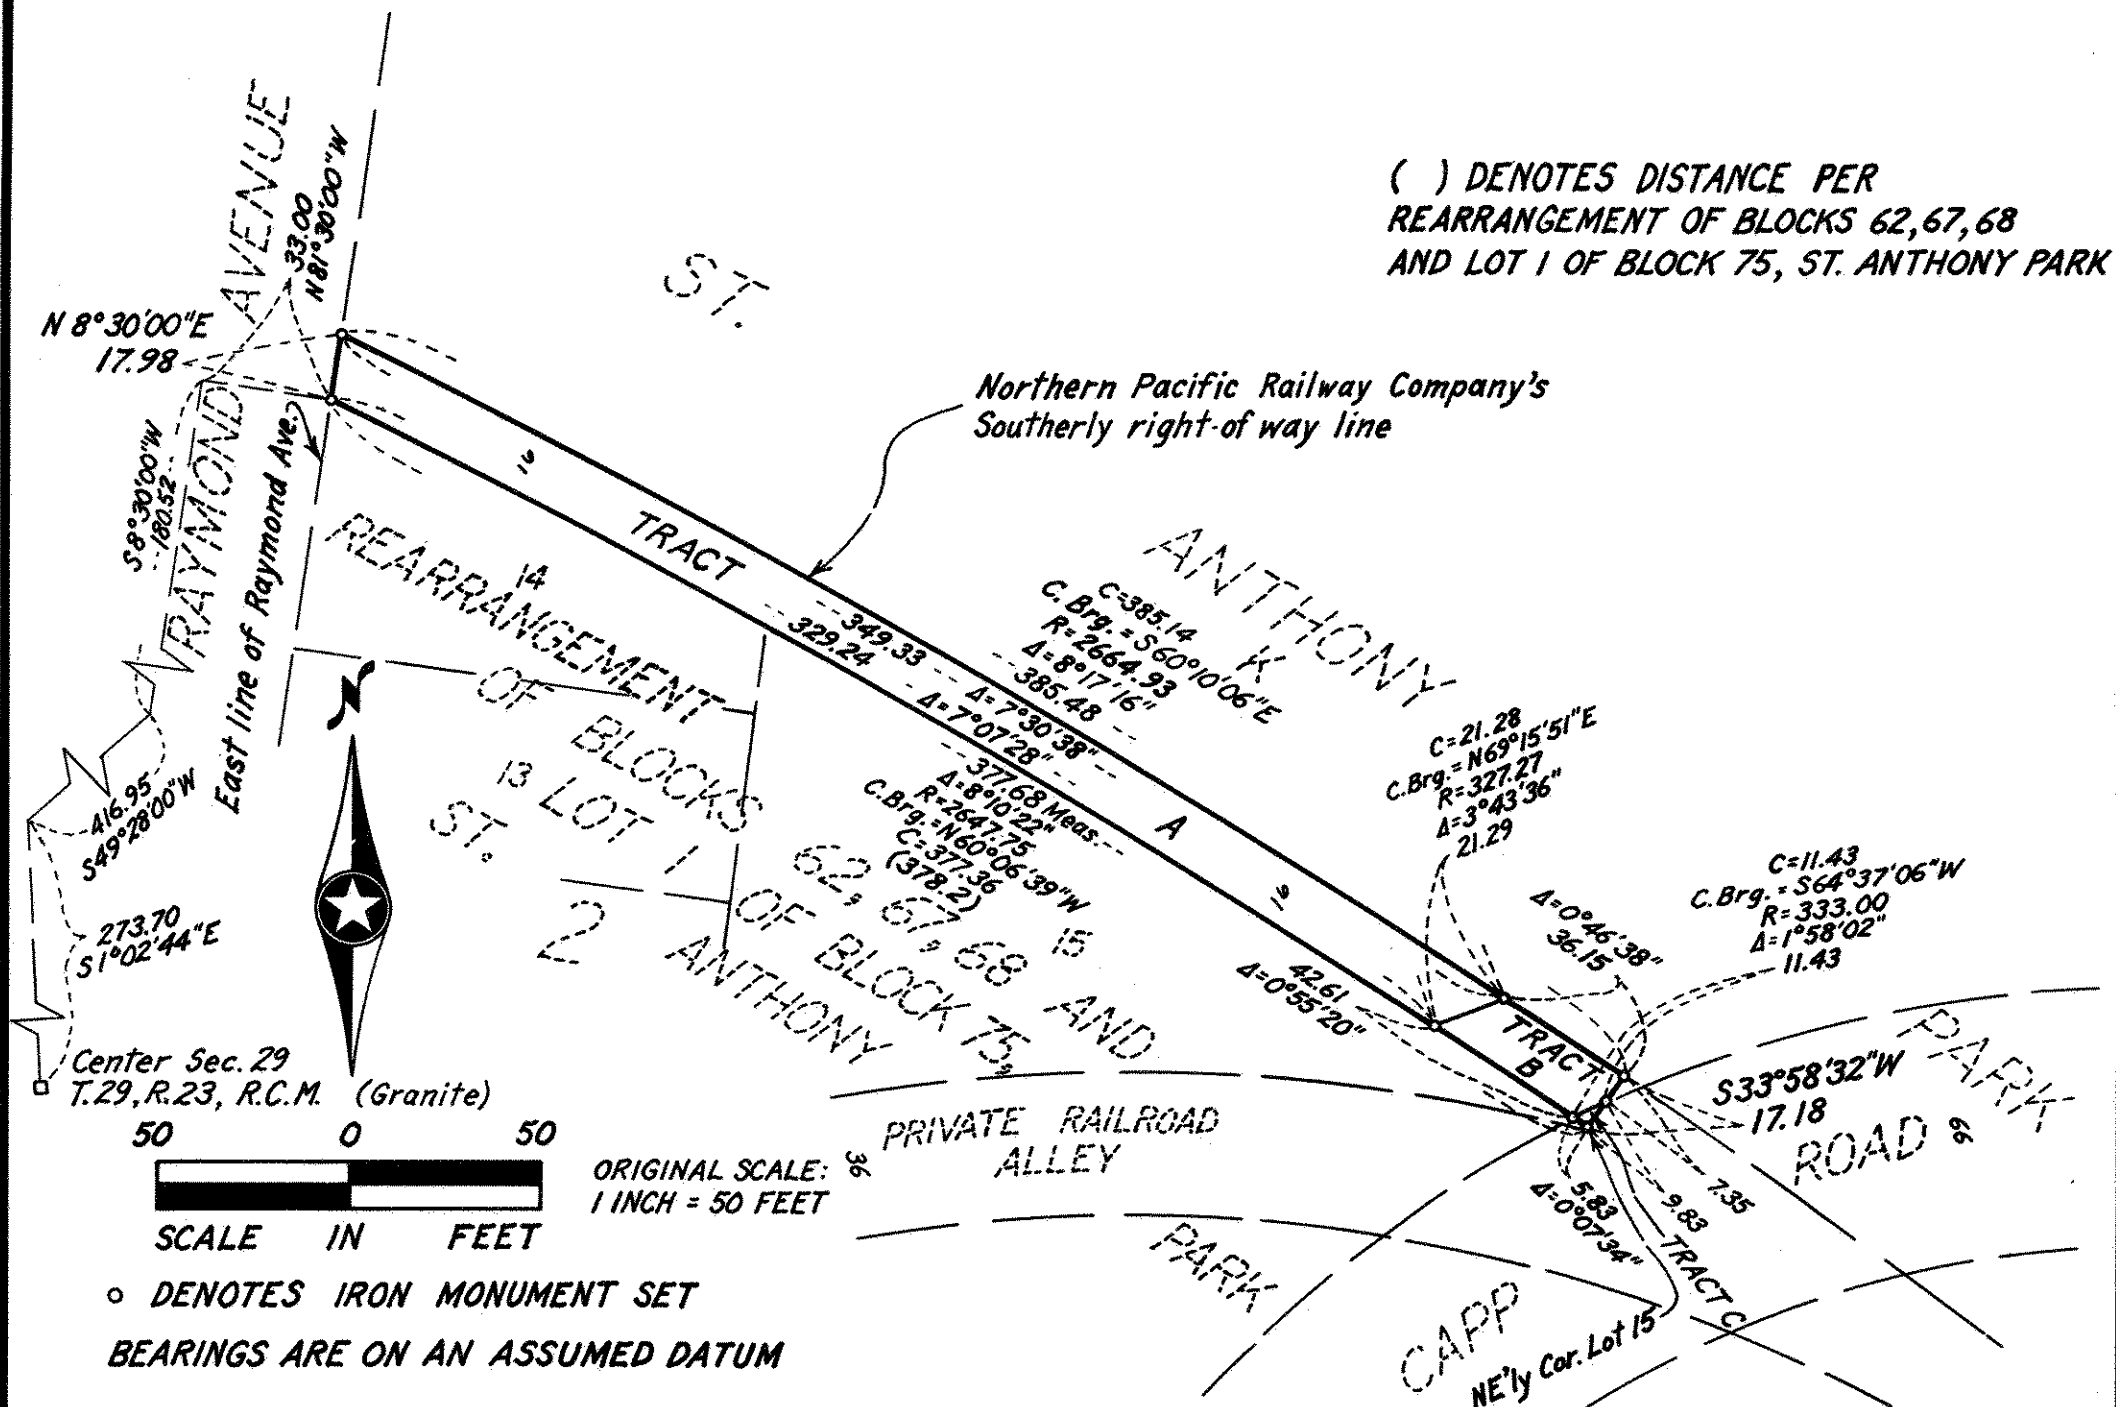 ( ) DENOTES DISTANCE PER
REARRANGEMENT OF BLOCKS 62,67,68
AND LOT 1 OF BLOCK 75, ST. ANTHONY PARK
RAYMOND AVENUE
33.00
N81°30'00"W
N 8°30'00"E
17.98
S8°30'00"W
180.52
East line of Raymond Ave.
416.95
S49°28'00"W
273.70
S1°02'44"E
Center Sec. 29
T.29, R.23, R.C.M. (Granite)
ST.
ANTHONY
PARK
Northern Pacific Railway Company's
Southerly right-of way line
TRACT
A
349.33
Δ=7°30'38"
329.24
Δ=7°07'28"
C=385.14
C. Brg. = S60°10'06"E
R=2664.93
Δ=8°17'16"
385.48
K
377.68 Meas.
Δ=8°10'22"
R=2647.75
C.Brg.=N60°06'39"W
C=377.36
(378.2)
REARRANGEMENT
OF BLOCKS 62, 67, 68 AND
LOT 1 OF BLOCK 75,
ST. ANTHONY
PARK
14
13
2
15
C=21.28
C.Brg.=N69°15'51"E
R=327.27
Δ=3°43'36"
21.29
C=11.43
C.Brg. = S64°37'06"W
R=333.00
Δ=1°58'02"
11.43
Δ=0°46'38"
36.15
42.61
Δ=0°55'20"
TRACT
B
S33°58'32"W
17.18
5.83
Δ=0°07'34"
9.83
7.35
TRACT C
NE'ly Cor. Lot 15
CAPP
ROAD
66
PRIVATE RAILROAD
ALLEY
36
50 0 50
SCALE IN FEET
ORIGINAL SCALE:
1 INCH = 50 FEET
DENOTES IRON MONUMENT SET
BEARINGS ARE ON AN ASSUMED DATUM